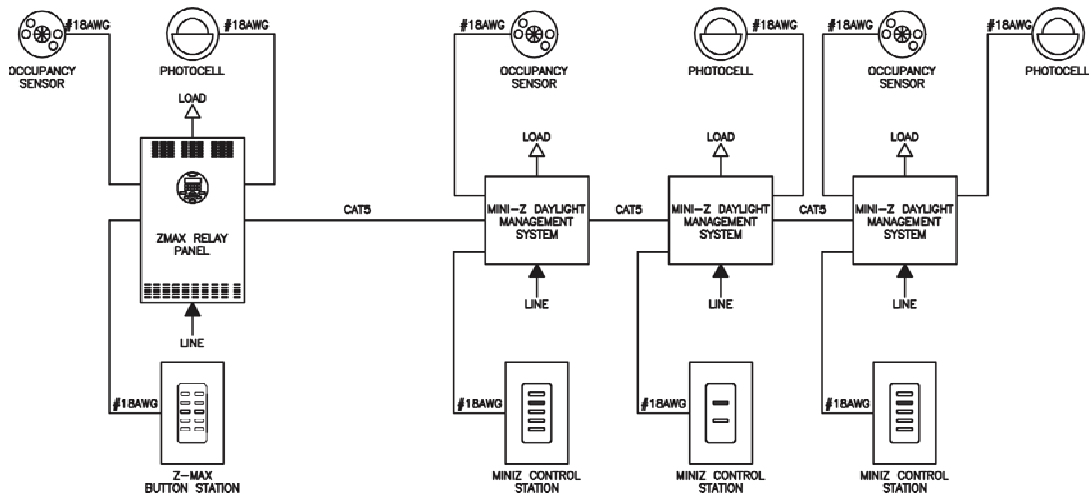 #18AWG
#18AWG
#18AWG
#18AWG
#18AWG
#18AWG
OCCUPANCY
SENSOR
PHOTOCELL
OCCUPANCY
SENSOR
PHOTOCELL
OCCUPANCY
SENSOR
PHOTOCELL
LOAD
LOAD
LOAD
LOAD
ZMAX RELAY
PANEL
CAT5
MINI-Z DAYLIGHT
MANAGEMENT
SYSTEM
CAT5
MINI-Z DAYLIGHT
MANAGEMENT
SYSTEM
CAT5
MINI-Z DAYLIGHT
MANAGEMENT
SYSTEM
LINE
LINE
LINE
LINE
#18AWG
#18AWG
#18AWG
#18AWG
Z-MAX
BUTTON STATION
MINIZ CONTROL
STATION
MINIZ CONTROL
STATION
MINIZ CONTROL
STATION